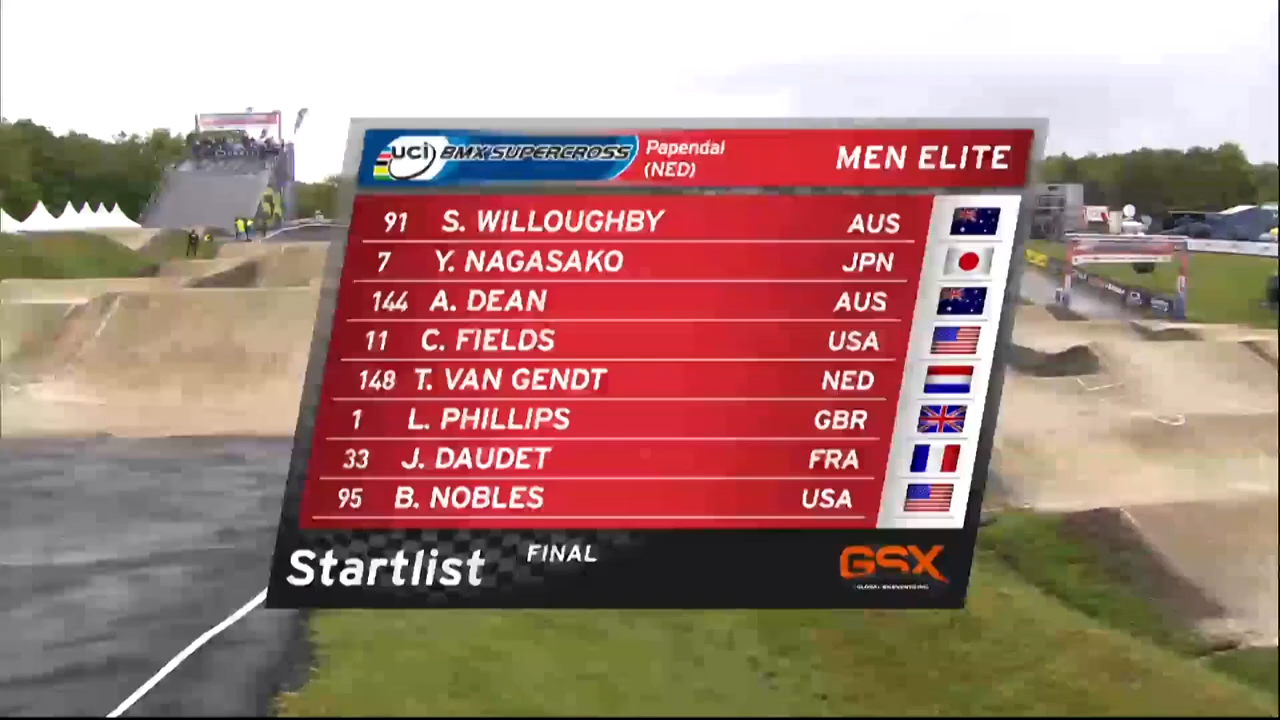 UCI BMX SUPERCROSS Papendal (NED) MEN ELITE
91 S. WILLOUGHBY AUS
7 Y. NAGASAKO JPN
144 A. DEAN AUS
11 C. FIELDS USA
148 T. VAN GENDT NED
1 L. PHILLIPS GBR
33 J. DAUDET FRA
95 B. NOBLES USA
Startlist FINAL GSX